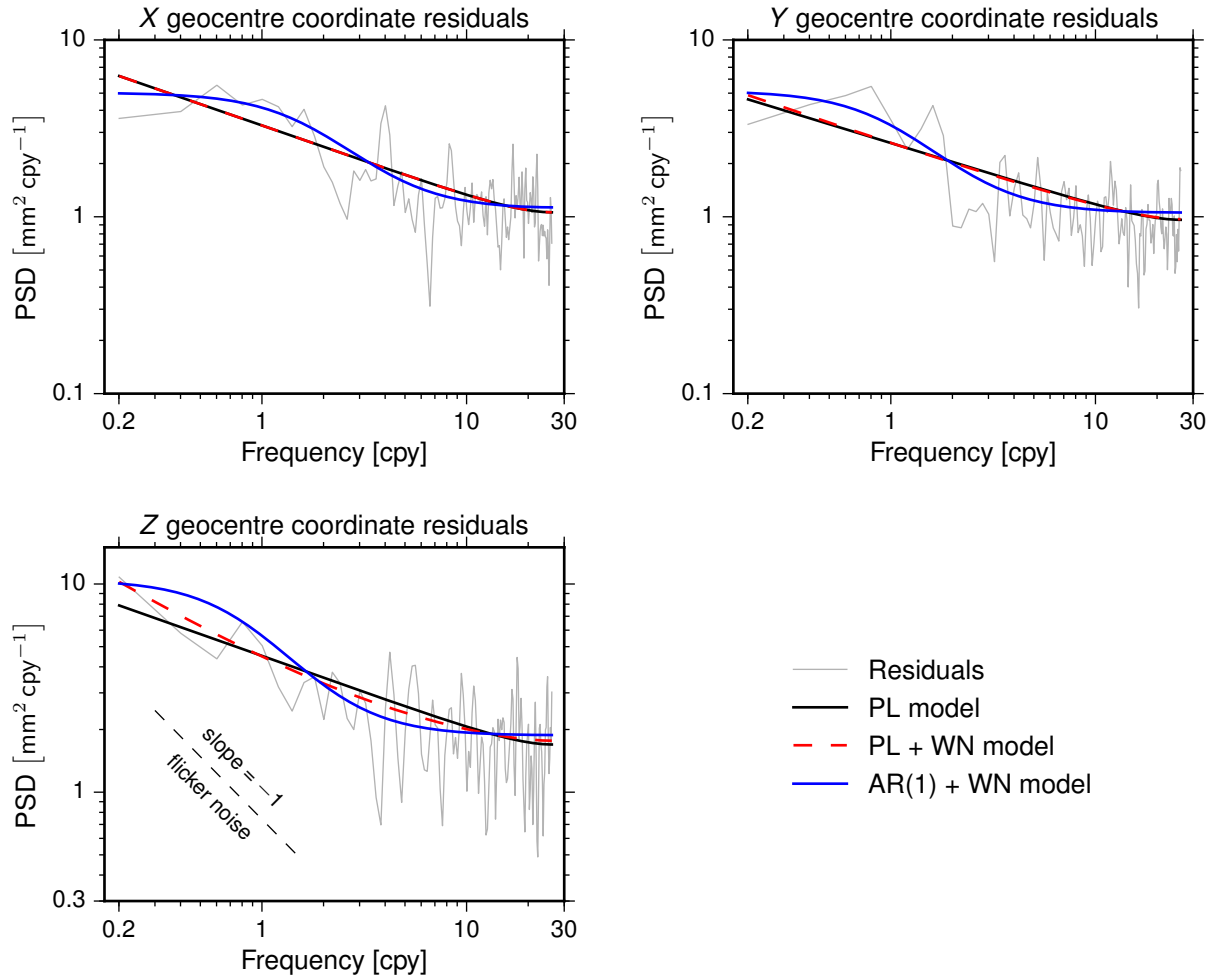 X geocentre coordinate residuals
10
1
0.1
PSD [mm² cpy⁻¹]
0.2
1
10
30
Frequency [cpy]
Y geocentre coordinate residuals
10
1
0.1
PSD [mm² cpy⁻¹]
0.2
1
10
30
Frequency [cpy]
Z geocentre coordinate residuals
10
1
0.3
PSD [mm² cpy⁻¹]
slope = −1
flicker noise
0.2
1
10
30
Frequency [cpy]
Residuals
PL model
PL + WN model
AR(1) + WN model